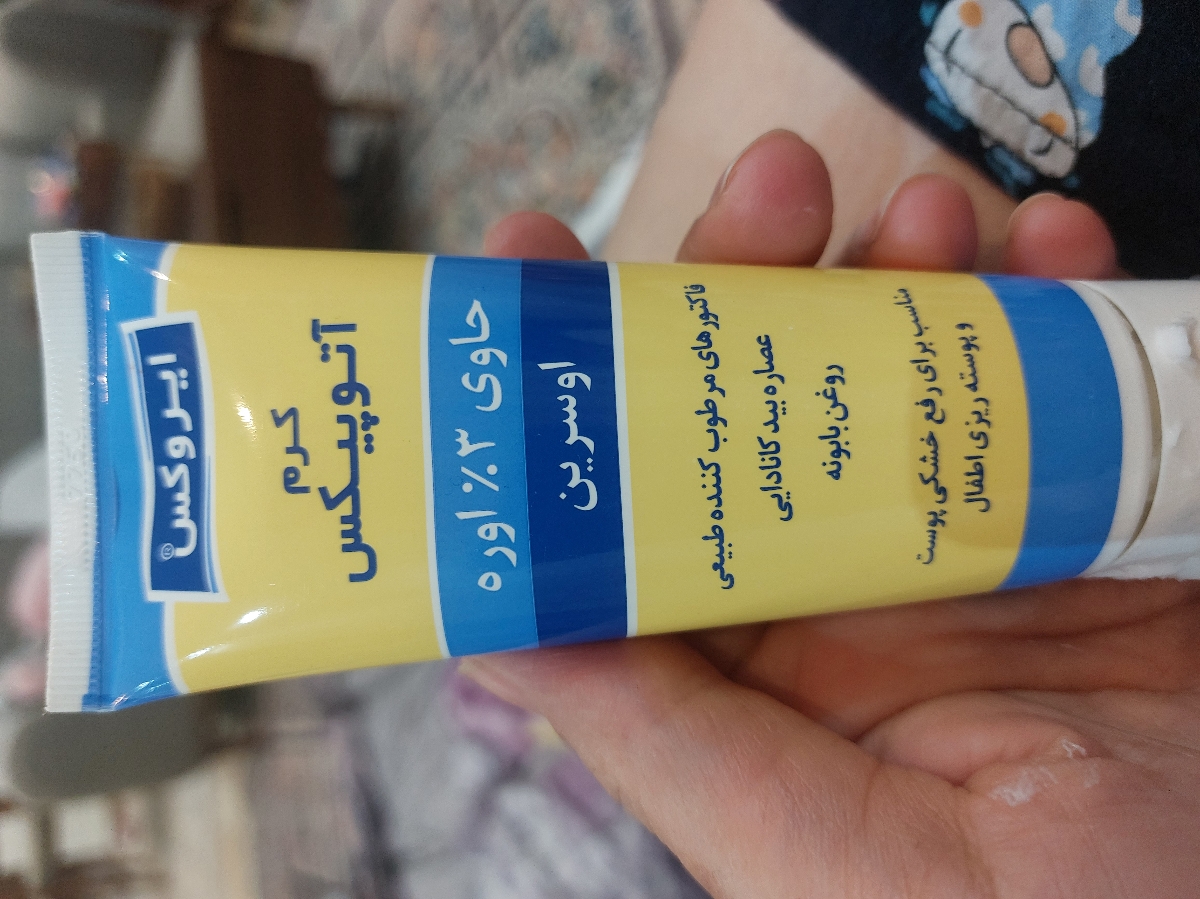 ایروکس®
کرم
آتوپیکس
حاوی ۳٪ اوره
اوسرین
فاکتورهای مرطوب کننده طبیعی
عصاره بید کانادایی
روغن بابونه
مناسب برای رفع خشکی پوست
و پوسته ریزی اطفال